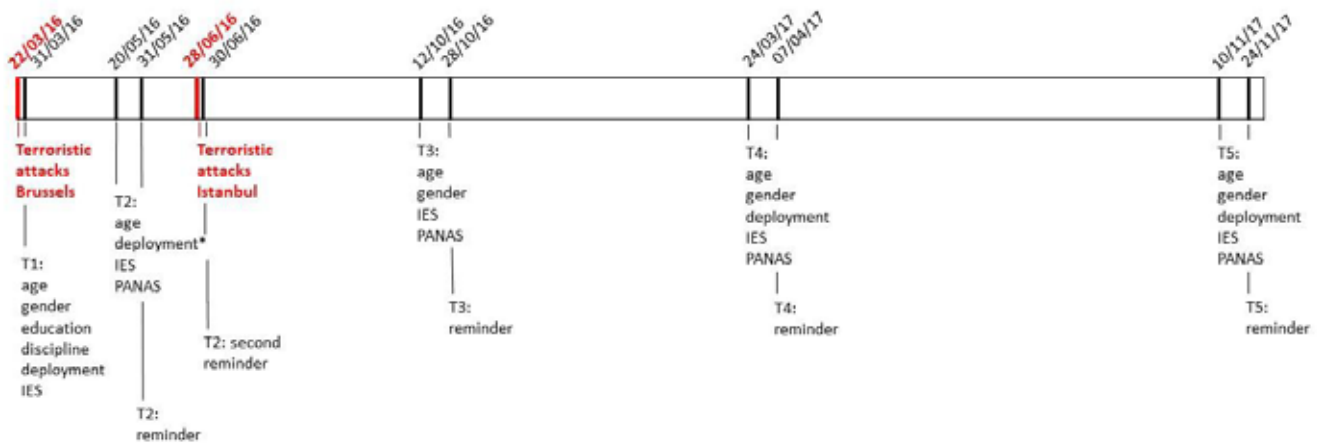 22/03/16
31/03/16
20/05/16
31/05/16
28/06/16
30/06/16
12/10/16
28/10/16
24/03/17
07/04/17
10/11/17
24/11/17
Terroristic
attacks
Brussels
T1:
age
gender
education
discipline
deployment
IES
T2:
age
deployment*
IES
PANAS
T2:
reminder
Terroristic
attacks
Istanbul
T2: second
reminder
T3:
age
gender
IES
PANAS
T3:
reminder
T4:
age
gender
deployment
IES
PANAS
T4:
reminder
T5:
age
gender
deployment
IES
PANAS
T5:
reminder